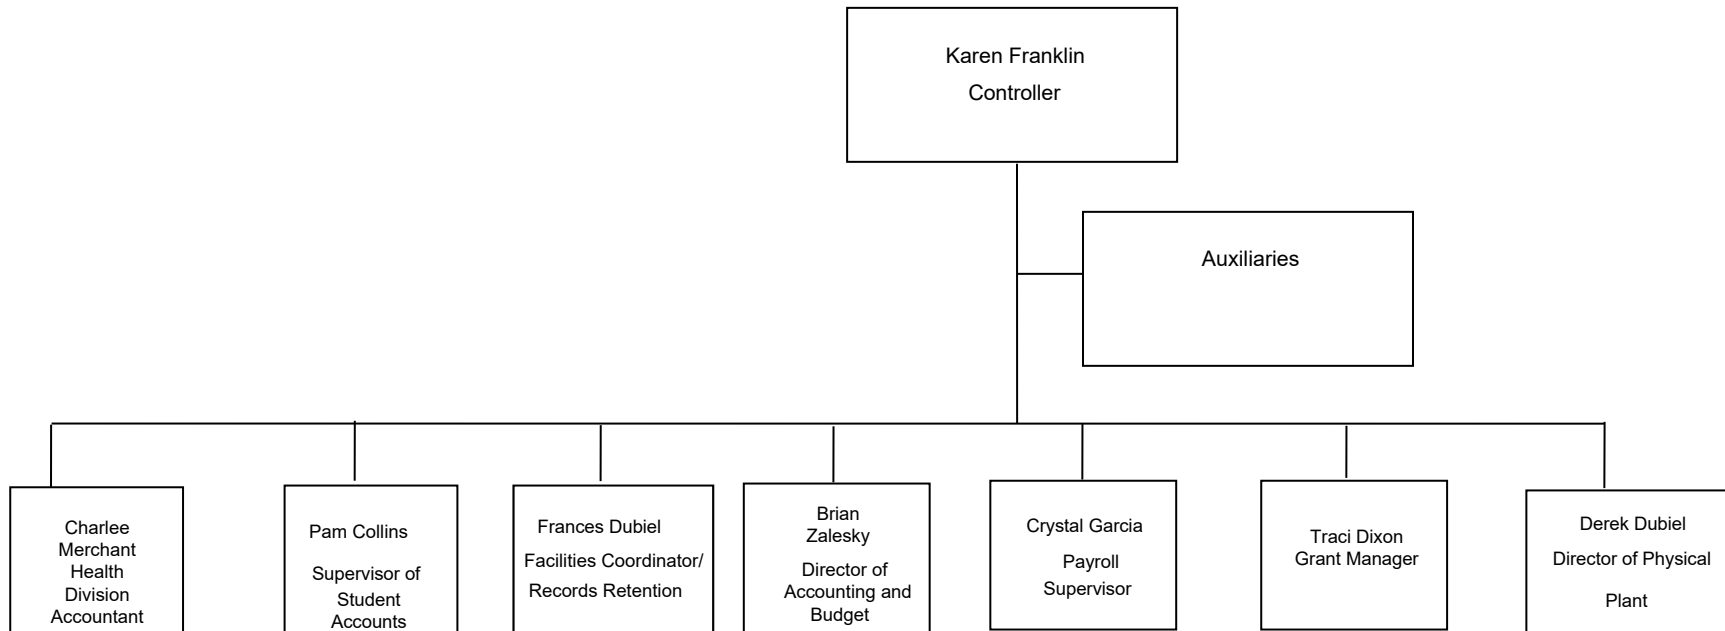 Karen Franklin
Controller
Auxiliaries
Charlee
Merchant
Health
Division
Accountant
Pam Collins
Supervisor of
Student
Accounts
Frances Dubiel
Facilities Coordinator/
Records Retention
Brian
Zalesky
Director of
Accounting and
Budget
Crystal Garcia
Payroll
Supervisor
Traci Dixon
Grant Manager
Derek Dubiel
Director of Physical
Plant